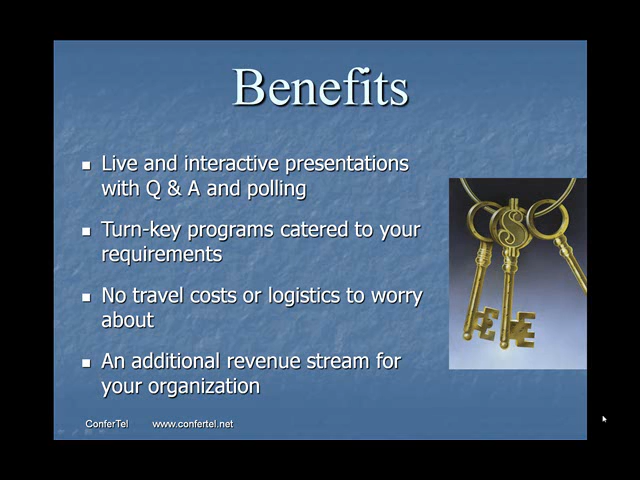 Benefits
Live and interactive presentations
with Q & A and polling
Turn-key programs catered to your
requirements
No travel costs or logistics to worry
about
An additional revenue stream for
your organization
ConferTel www.confertel.net